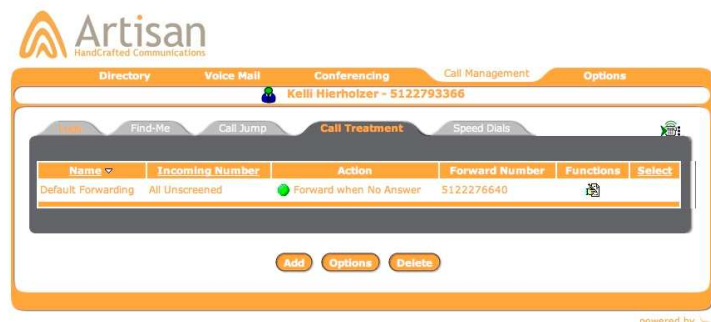 Artisan
HandCrafted Communications
Directory Voice Mail Conferencing Call Management Options
Kelli Hierholzer - 5122793366
Find-Me Call Jump Call Treatment Speed Dials
Name Incoming Number Action Forward Number Functions Select
Default Forwarding All Unscreened Forward when No Answer 5122276640
Add Options Delete
powered by